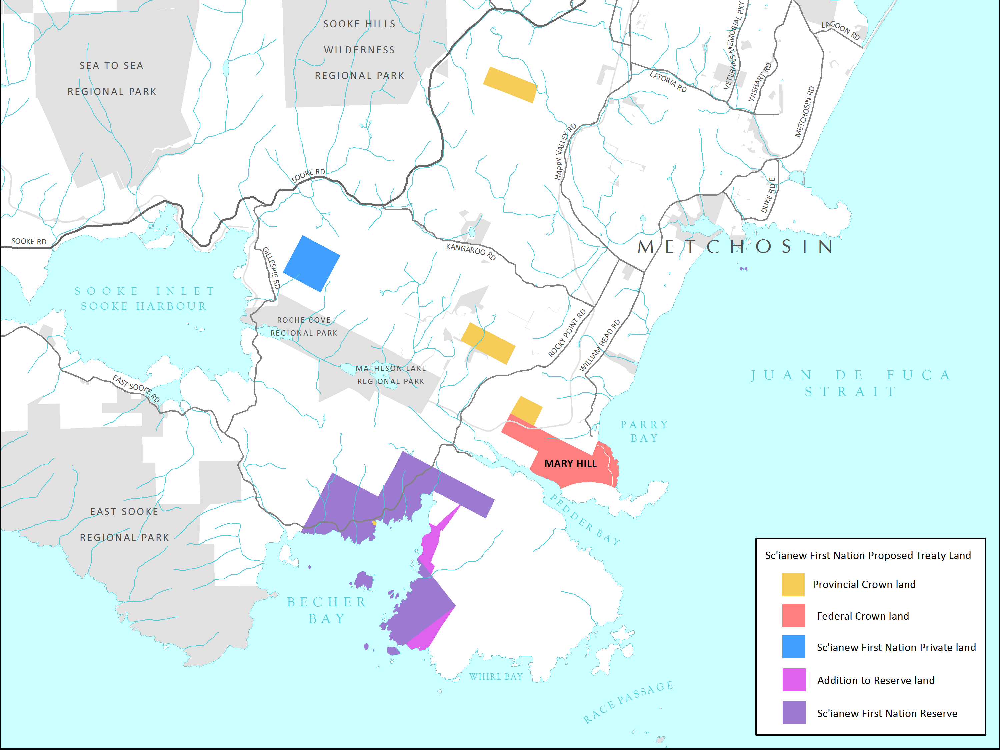 SOOKE HILLS
WILDERNESS
REGIONAL PARK
SEA TO SEA
REGIONAL PARK
VETERANS MEMORIAL PKY
LAGOON RD
LATORIA RD
WISHART RD
METCHOSIN RD
HAPPY VALLEY RD
SOOKE RD
DUKE RD E
SOOKE RD
GILLESPIE RD
KANGAROO RD
METCHOSIN
SOOKE INLET
SOOKE HARBOUR
ROCHE COVE
REGIONAL PARK
ROCKY POINT RD
WILLIAM HEAD RD
MATHESON LAKE
REGIONAL PARK
EAST SOOKE RD
JUAN DE FUCA
STRAIT
PARRY
BAY
MARY HILL
PEDDER BAY
EAST SOOKE
REGIONAL PARK
BECHER
BAY
WHIRL BAY
RACE PASSAGE
Sc'ianew First Nation Proposed Treaty Land
Provincial Crown land
Federal Crown land
Sc'ianew First Nation Private land
Addition to Reserve land
Sc'ianew First Nation Reserve